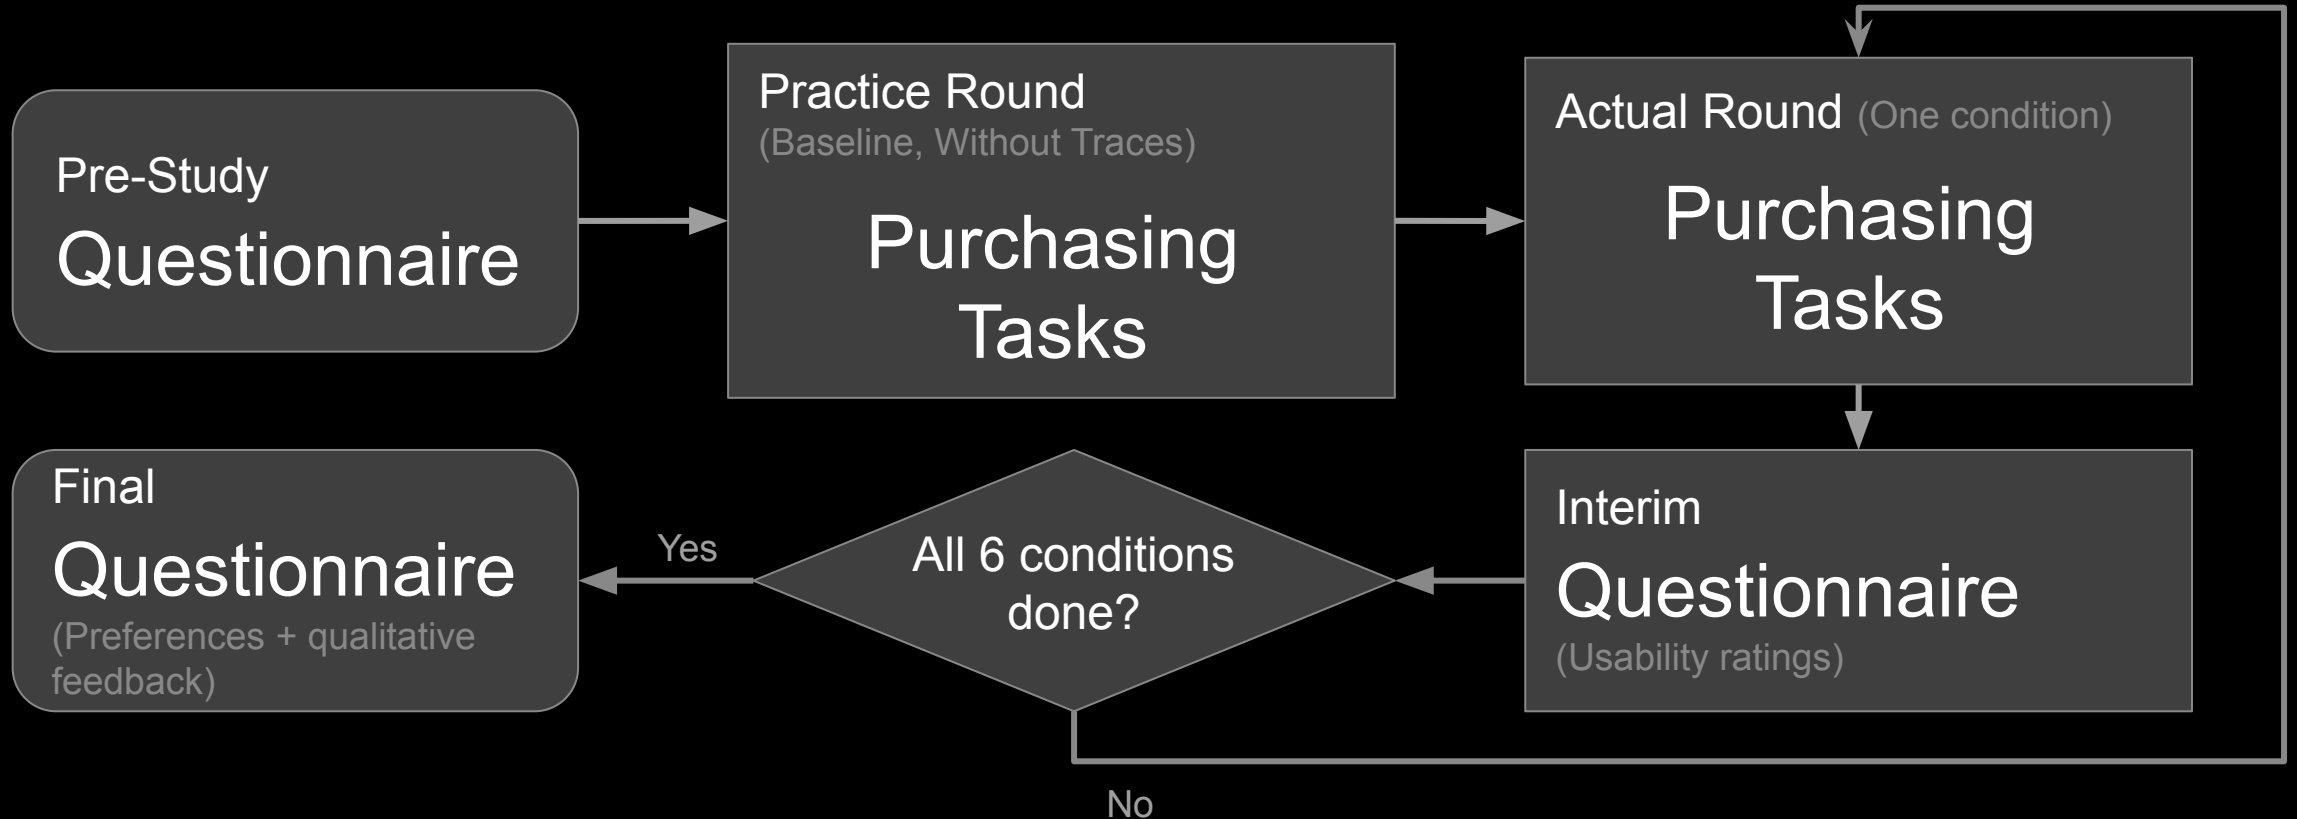 Pre-Study
Questionnaire
Practice Round
(Baseline, Without Traces)
Purchasing
Tasks
Actual Round (One condition)
Purchasing
Tasks
Interim
Questionnaire
(Usability ratings)
All 6 conditions
done?
Yes
No
Final
Questionnaire
(Preferences + qualitative
feedback)